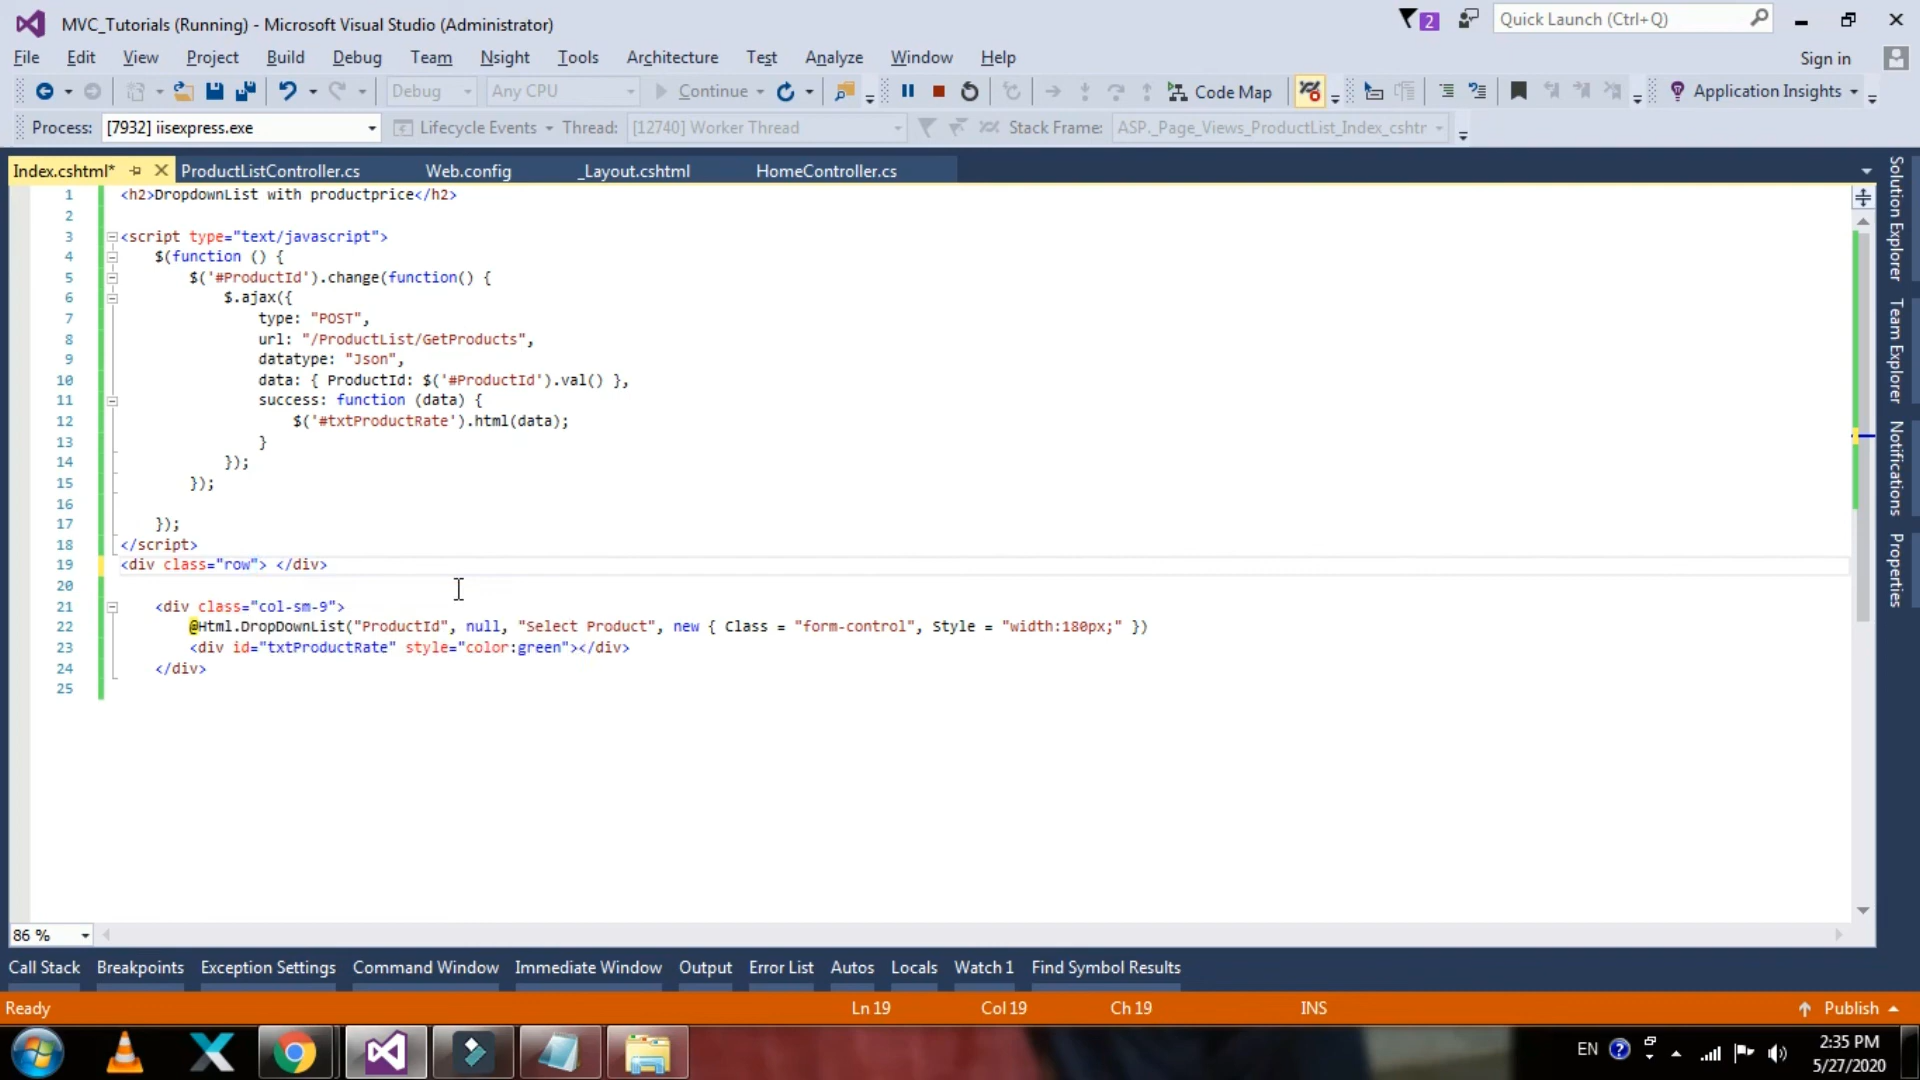 MVC_Tutorials (Running) - Microsoft Visual Studio (Administrator)
2
Quick Launch (Ctrl+Q)
File Edit View Project Build Debug Team Nsight Tools Architecture Test Analyze Window Help
Sign in
Debug Any CPU Continue Code Map Application Insights
Process: [7932] iisexpress.exe Lifecycle Events Thread: [12740] Worker Thread Stack Frame: ASP._Page_Views_ProductList_Index_cshtr
Index.cshtml* ProductListController.cs Web.config _Layout.cshtml HomeController.cs
1 <h2>DropdownList with productprice</h2>
2
3 <script type="text/javascript">
4 $(function () {
5 $('#ProductId').change(function() {
6 $.ajax({
7 type: "POST",
8 url: "/ProductList/GetProducts",
9 datatype: "Json",
10 data: { ProductId: $('#ProductId').val() },
11 success: function (data) {
12 $('#txtProductRate').html(data);
13 }
14 });
15 });
16
17 });
18 </script>
19 <div class="row"> </div>
20
21 <div class="col-sm-9">
22 @Html.DropDownList("ProductId", null, "Select Product", new { Class = "form-control", Style = "width:180px;" })
23 <div id="txtProductRate" style="color:green"></div>
24 </div>
25
Solution Explorer
Team Explorer
Notifications
Properties
86 %
Call Stack Breakpoints Exception Settings Command Window Immediate Window Output Error List Autos Locals Watch 1 Find Symbol Results
Ready Ln 19 Col 19 Ch 19 INS Publish
EN
2:35 PM
5/27/2020